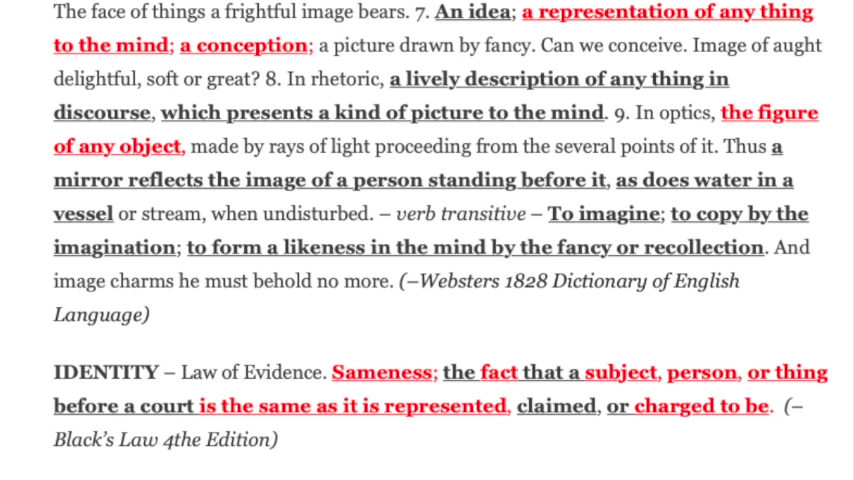 The face of things a frightful image bears. 7. An idea; a representation of any thing
to the mind; a conception; a picture drawn by fancy. Can we conceive. Image of aught
delightful, soft or great? 8. In rhetoric, a lively description of any thing in
discourse, which presents a kind of picture to the mind. 9. In optics, the figure
of any object, made by rays of light proceeding from the several points of it. Thus a
mirror reflects the image of a person standing before it, as does water in a
vessel or stream, when undisturbed. – verb transitive – To imagine; to copy by the
imagination; to form a likeness in the mind by the fancy or recollection. And
image charms he must behold no more. (–Websters 1828 Dictionary of English
Language)
IDENTITY – Law of Evidence. Sameness; the fact that a subject, person, or thing
before a court is the same as it is represented, claimed, or charged to be. (–
Black's Law 4the Edition)